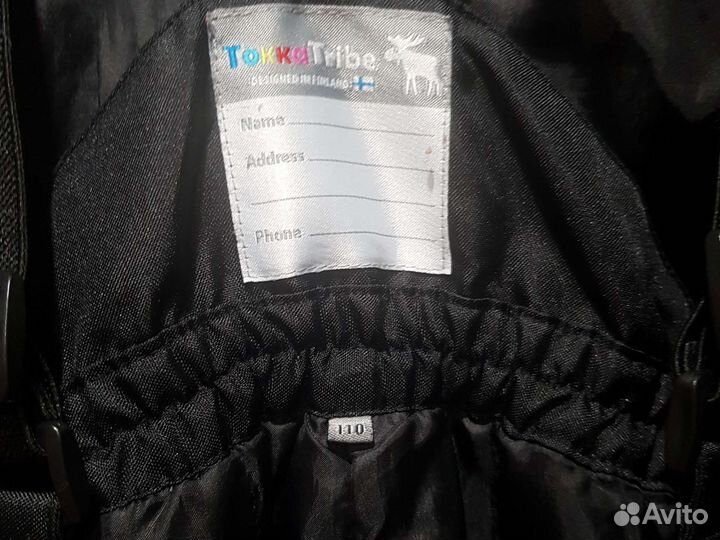 TokkaTribe
DESIGNED IN FINLAND
Name
Address
Phone
110
Avito